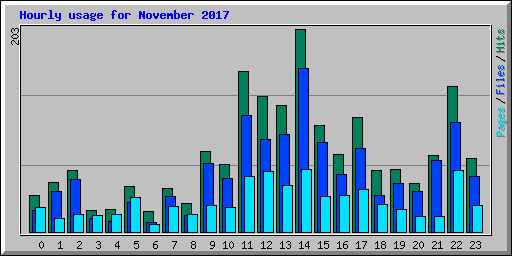 Hourly usage for November 2017
203
Pages/Files/Hits
0 1 2 3 4 5 6 7 8 9 10 11 12 13 14 15 16 17 18 19 20 21 22 23